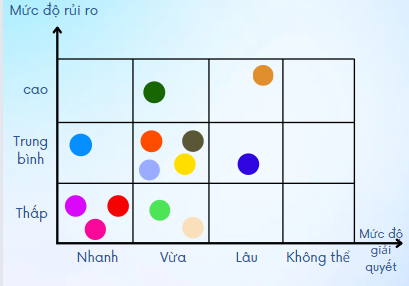 Mức độ rủi ro
cao
Trung
bình
Thấp
Nhanh
Vừa
Lâu
Không thể
Mức độ
giải
quyết